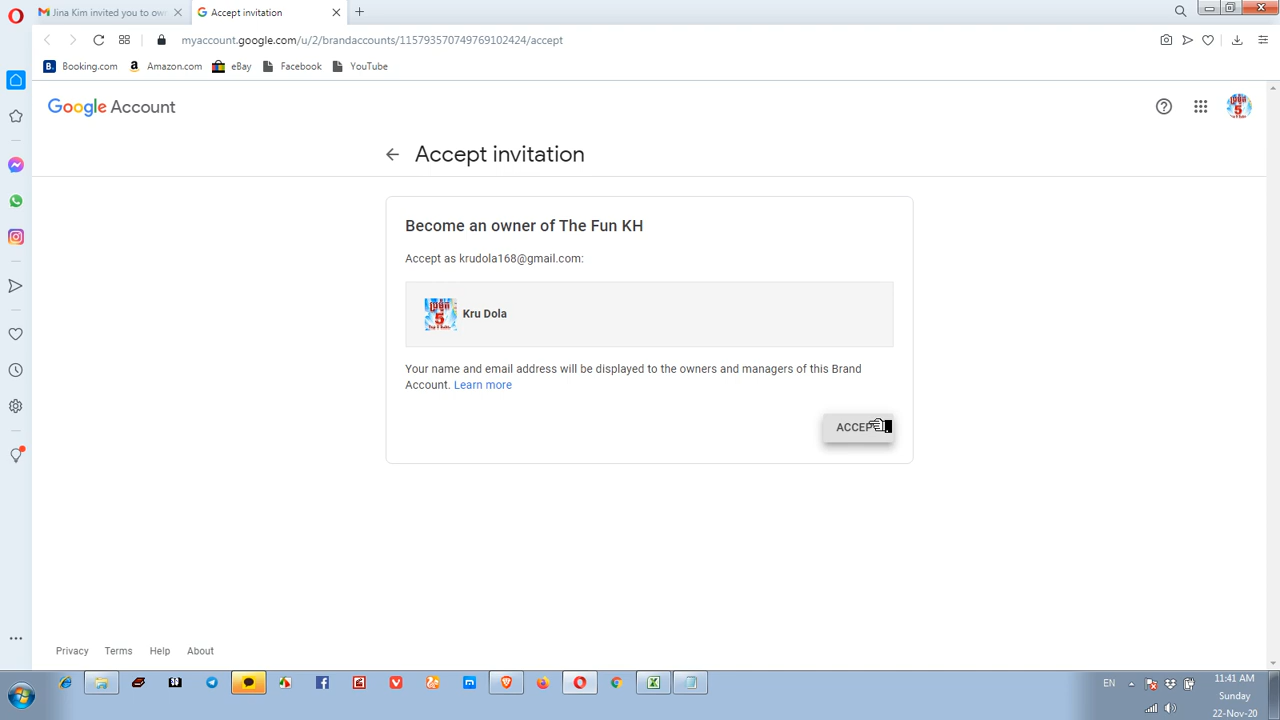 Jina Kim invited you to ow
Accept invitation
myaccount.google.com/u/2/brandaccounts/115793570749769102424/accept
B. Booking.com
a Amazon.com
eBay
Facebook
YouTube
Google Account
Accept invitation
Become an owner of The Fun KH
Accept as krudola168@gmail.com:
Kru Dola
Your name and email address will be displayed to the owners and managers of this Brand
Account. Learn more
ACCEP
Privacy Terms Help About
EN
11:41 AM
Sunday
22-Nov-20